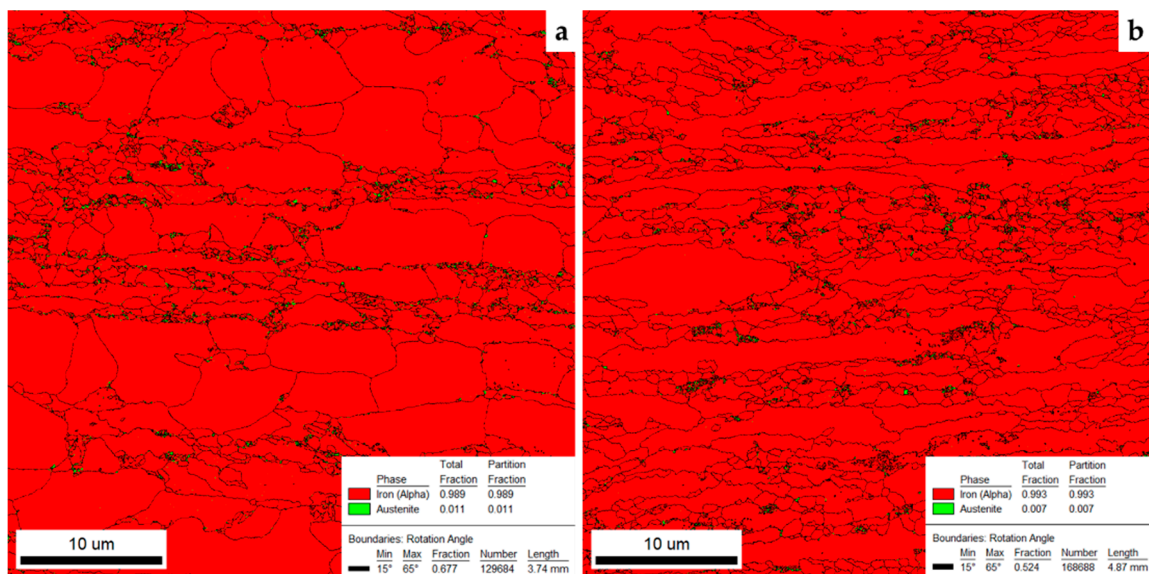 a
10 um
Total Partition
Phase Fraction Fraction
Iron (Alpha) 0.989 0.989
Austenite 0.011 0.011
Boundaries: Rotation Angle
Min Max Fraction Number Length
15° 65° 0.677 129684 3.74 mm
b
10 um
Total Partition
Phase Fraction Fraction
Iron (Alpha) 0.993 0.993
Austenite 0.007 0.007
Boundaries: Rotation Angle
Min Max Fraction Number Length
15° 65° 0.524 168688 4.87 mm